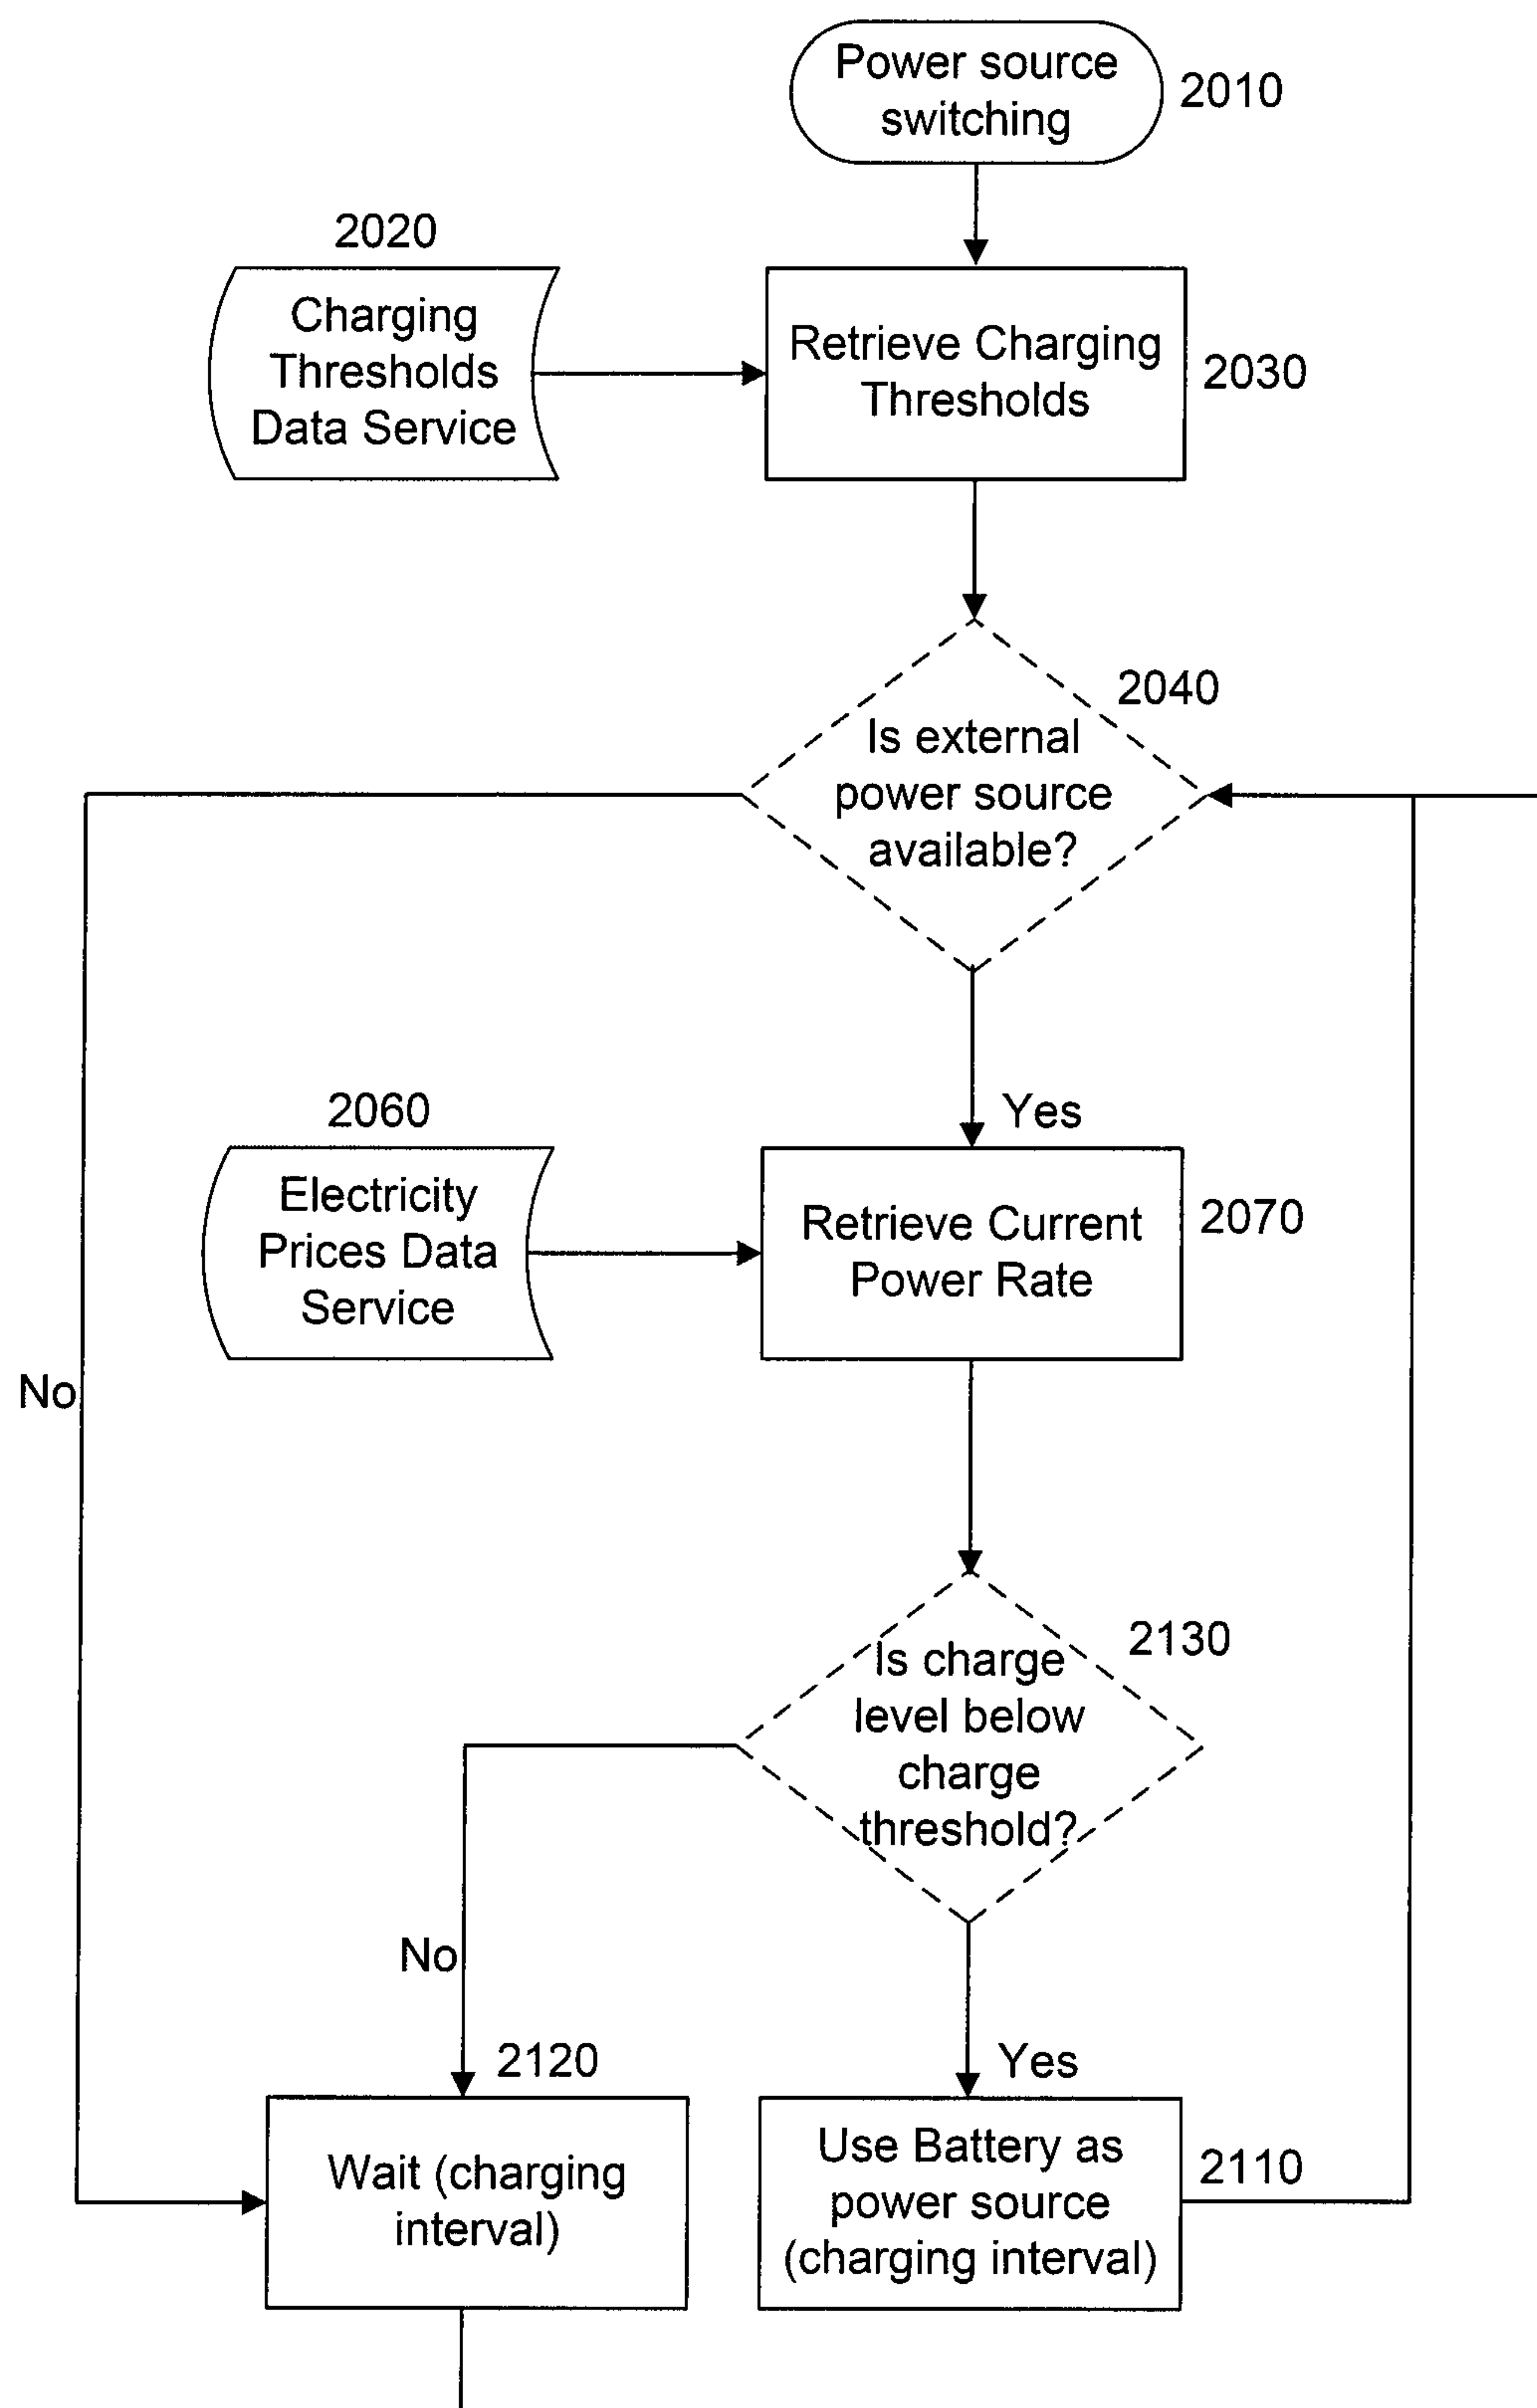 Power source
switching
2010
2020
Charging
Thresholds
Data Service
Retrieve Charging
Thresholds
2030
2040
Is external
power source
available?
Yes
2060
Electricity
Prices Data
Service
Retrieve Current
Power Rate
2070
No
2130
Is charge
level below
charge
threshold?
No
2120
Yes
Wait (charging
interval)
Use Battery as
power source
(charging interval)
2110